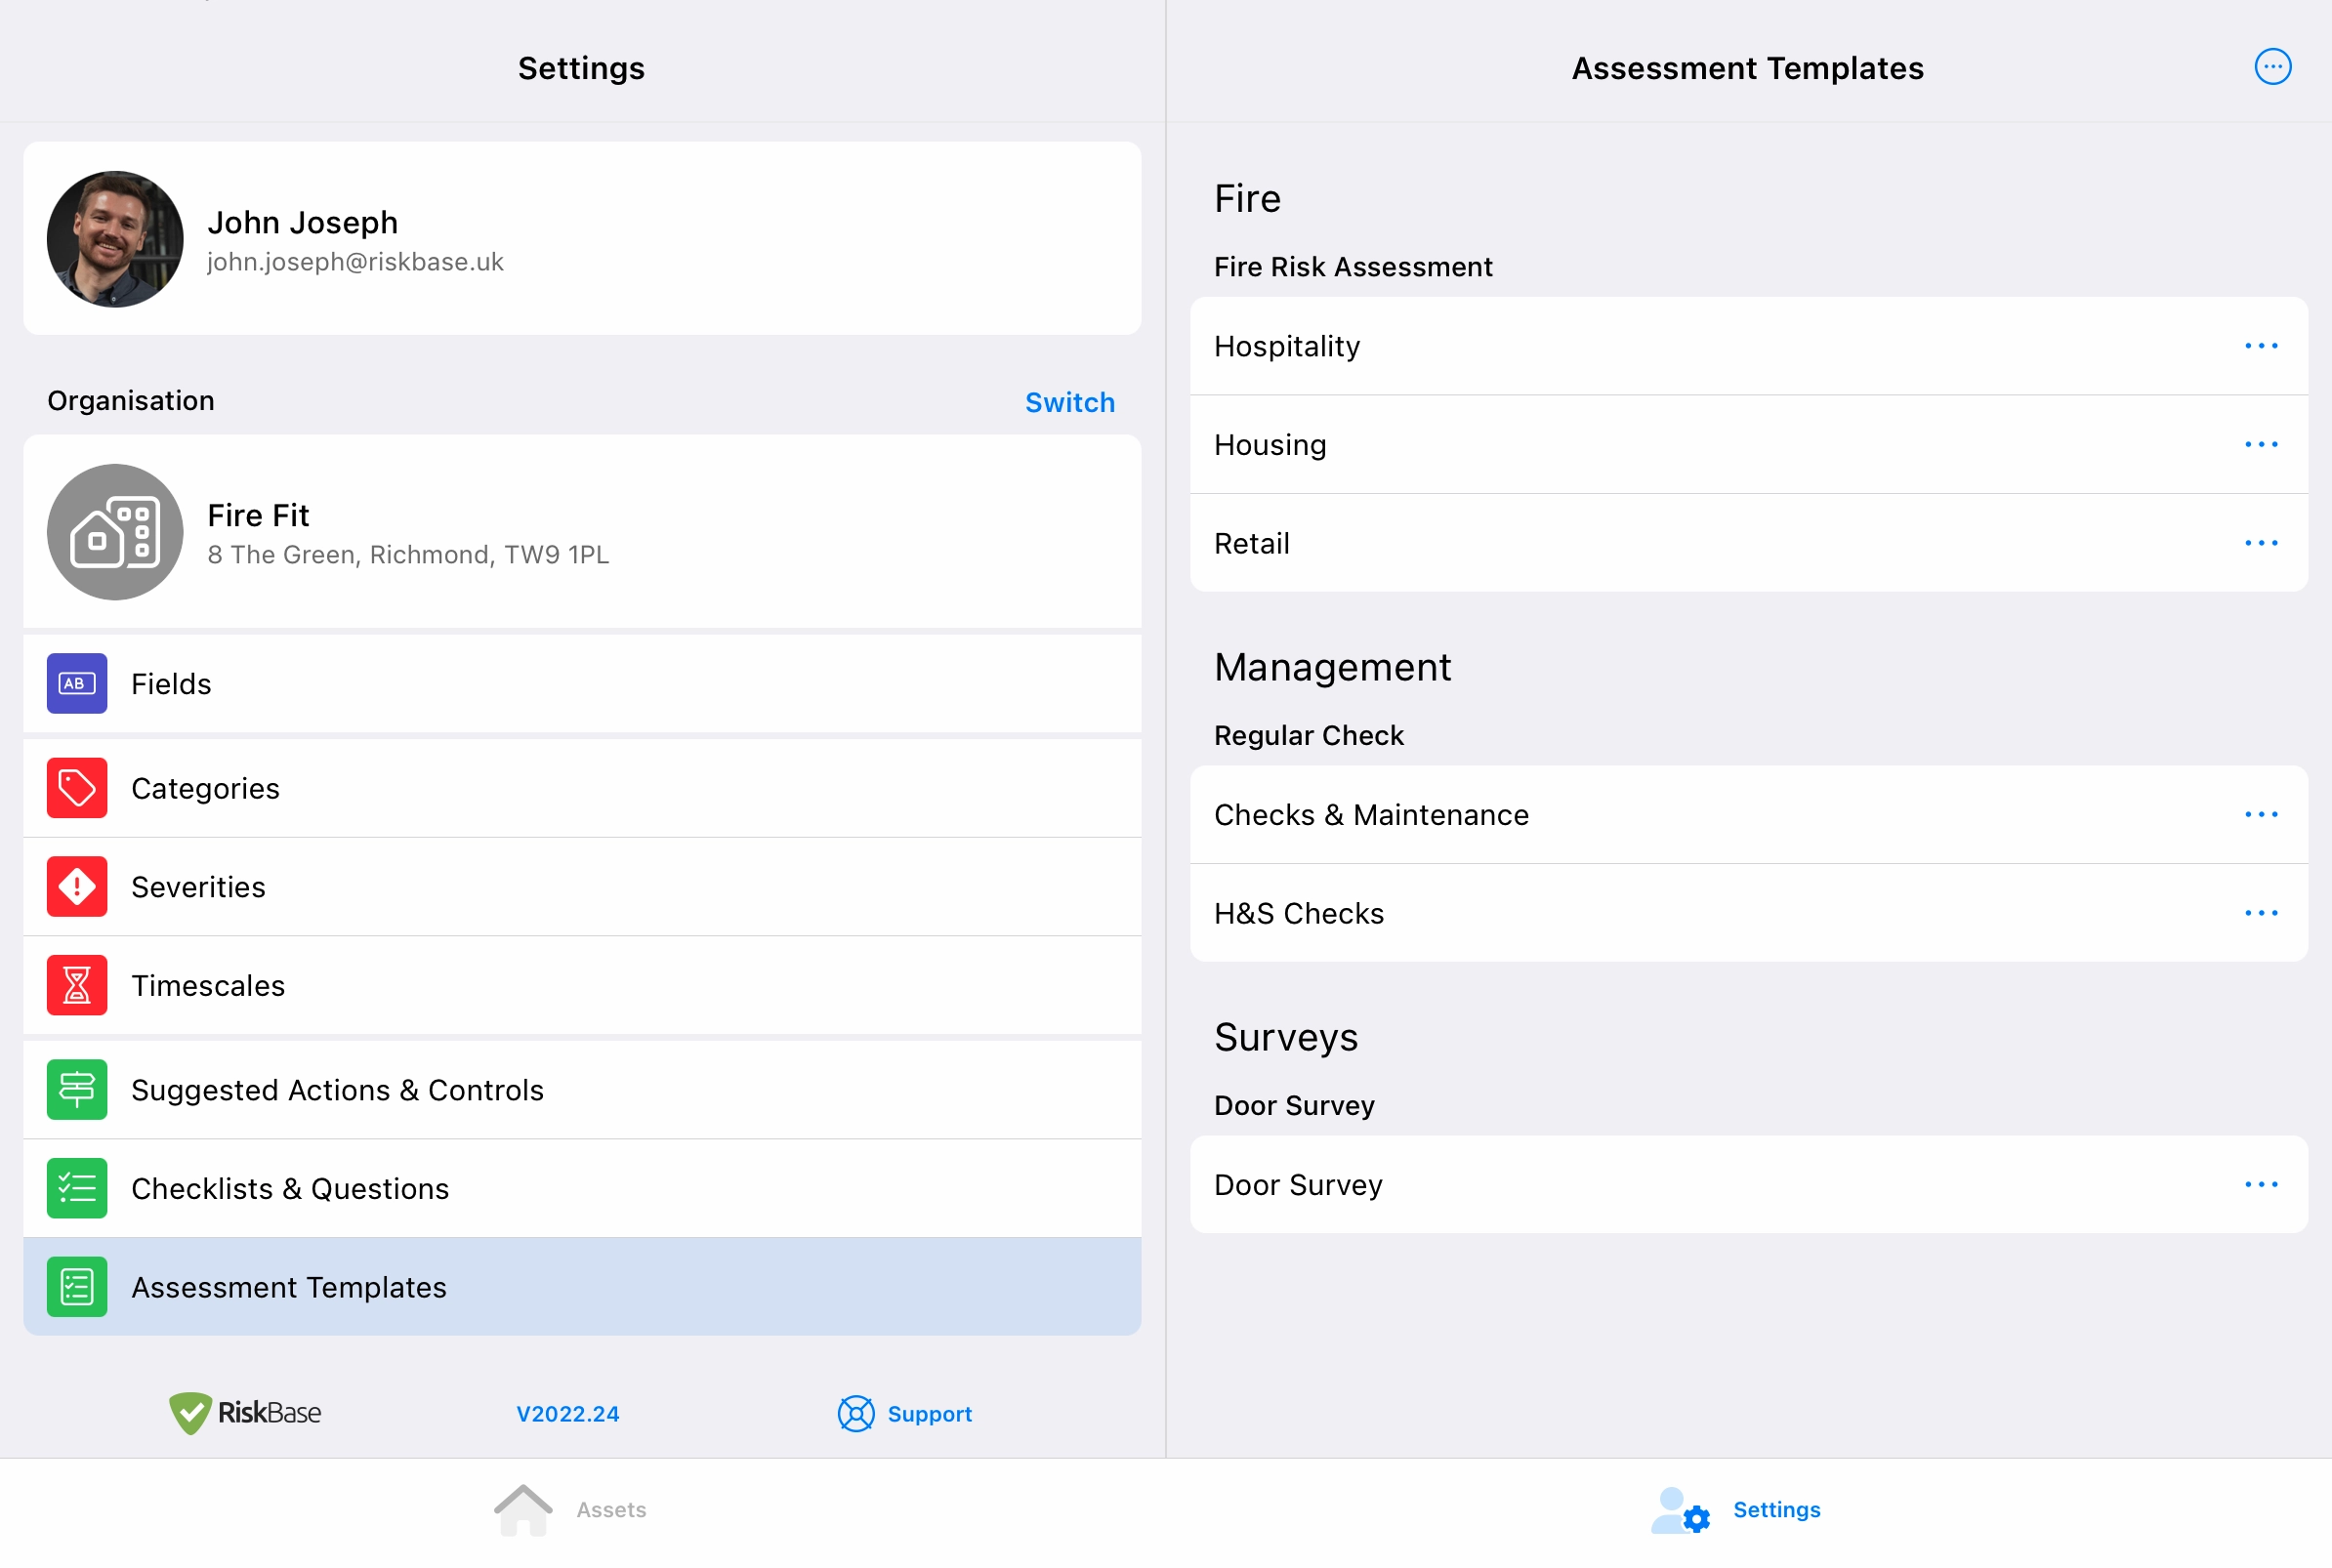 Settings
John Joseph
john.joseph@riskbase.uk
Organisation
Switch
Fire Fit
8 The Green, Richmond, TW9 1PL
AB
Fields
Categories
Severities
Timescales
Suggested Actions & Controls
Checklists & Questions
Assessment Templates
RiskBase
V2022.24
Support
Assessment Templates
Fire
Fire Risk Assessment
Hospitality
Housing
Retail
Management
Regular Check
Checks & Maintenance
H&S Checks
Surveys
Door Survey
Door Survey
Assets
Settings